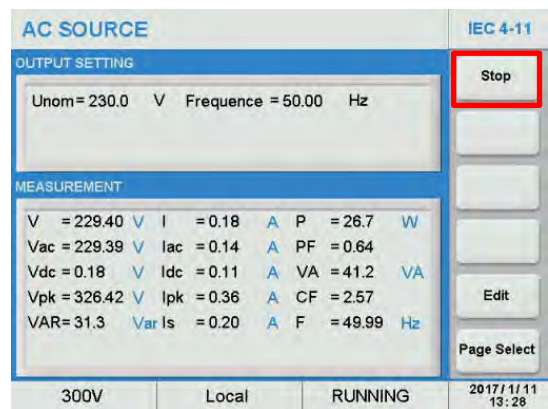 AC SOURCE
IEC 4-11
OUTPUT SETTING
Unom= 230.0 V Frequence = 50.00 Hz
Stop
MEASUREMENT
V = 229.40 V I = 0.18 A P = 26.7 W
Vac = 229.39 V Iac = 0.14 A PF = 0.64
Vdc = 0.18 V Idc = 0.11 A VA = 41.2 VA
Vpk = 326.42 V Ipk = 0.36 A CF = 2.57
VAR= 31.3 Var Is = 0.20 A F = 49.99 Hz
Edit
Page Select
300V Local RUNNING
2017/1/11
13:28